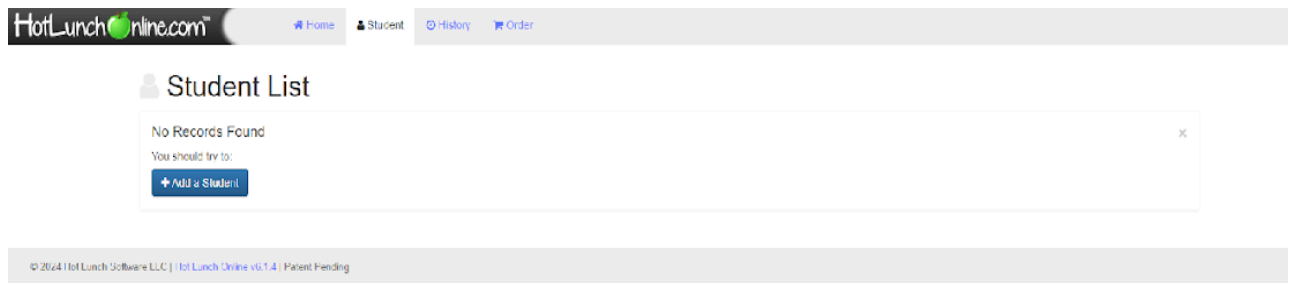 HotLunchOnline.com™ Home Student History Order
Student List
No Records Found
×
You should try to:
+ Add a Student
© 2024 Hot Lunch Software LLC | Hot Lunch Online v6.1.4 | Patent Pending